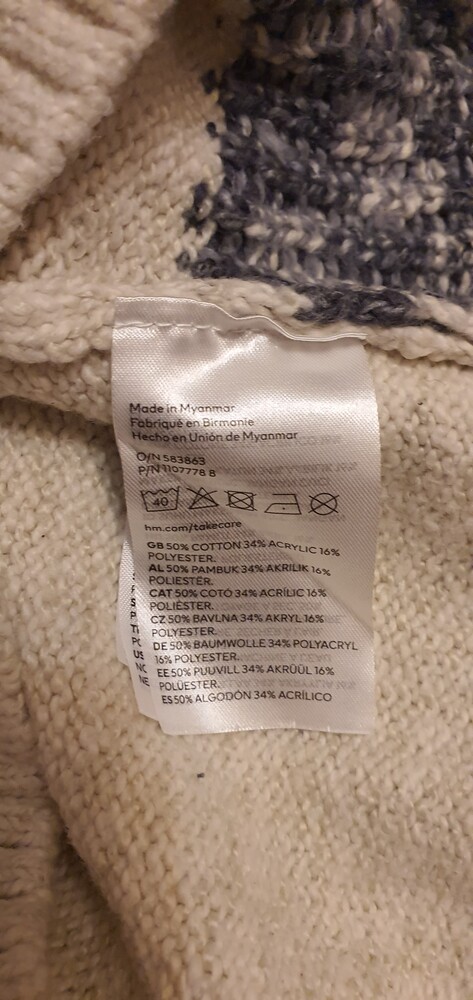 Made in Myanmar
Fabriqué en Birmanie
Hecho en Unión de Myanmar
O/N 583863
P/N 1107778 8
40
hm.com/takecare
GB 50% COTTON 34% ACRYLIC 16%
POLYESTER.
AL 50% PAMBUK 34% AKRILIK 16%
POLIESTËR.
CAT 50% COTÓ 34% ACRÍLIC 16%
POLIÈSTER.
CZ 50% BAVLNA 34% AKRYL 16%
POLYESTER.
DE 50% BAUMWOLLE 34% POLYACRYL
16% POLYESTER.
EE 50% PUUVILL 34% AKRÜÜL 16%
POLÜESTER.
ES 50% ALGODÓN 34% ACRÍLICO